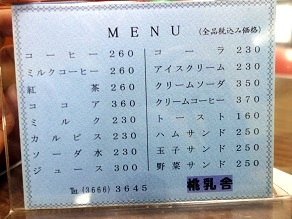 MENU (全品税込み価格)
コーヒー 260
ミルクコーヒー 260
紅茶 260
ココア 360
ミルク 230
カルピス 230
ソーダ水 230
ジュース 300
コーラ 230
アイスクリーム 230
クリームソーダ 350
クリームコーヒー 370
トースト 160
ハムサンド 250
玉子サンド 250
野菜サンド 250
℡ (3666) 3645
桃乳舎